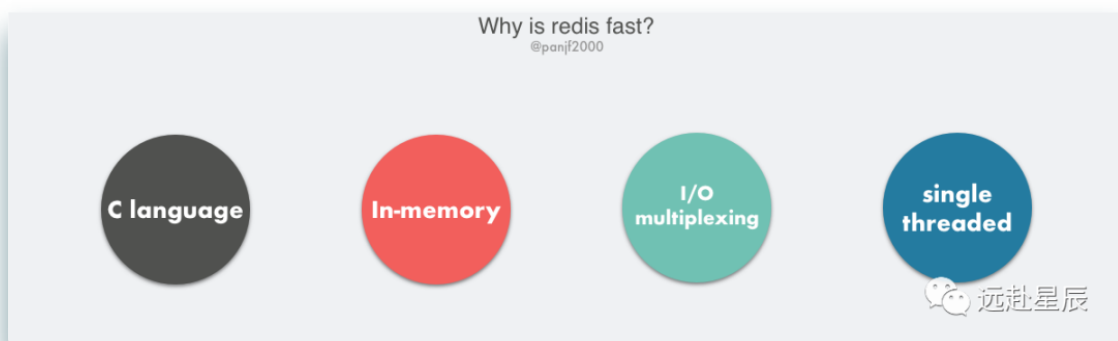 Why is redis fast?
@panjf2000
C language
In-memory
I/O
multiplexing
single
threaded
远赴星辰